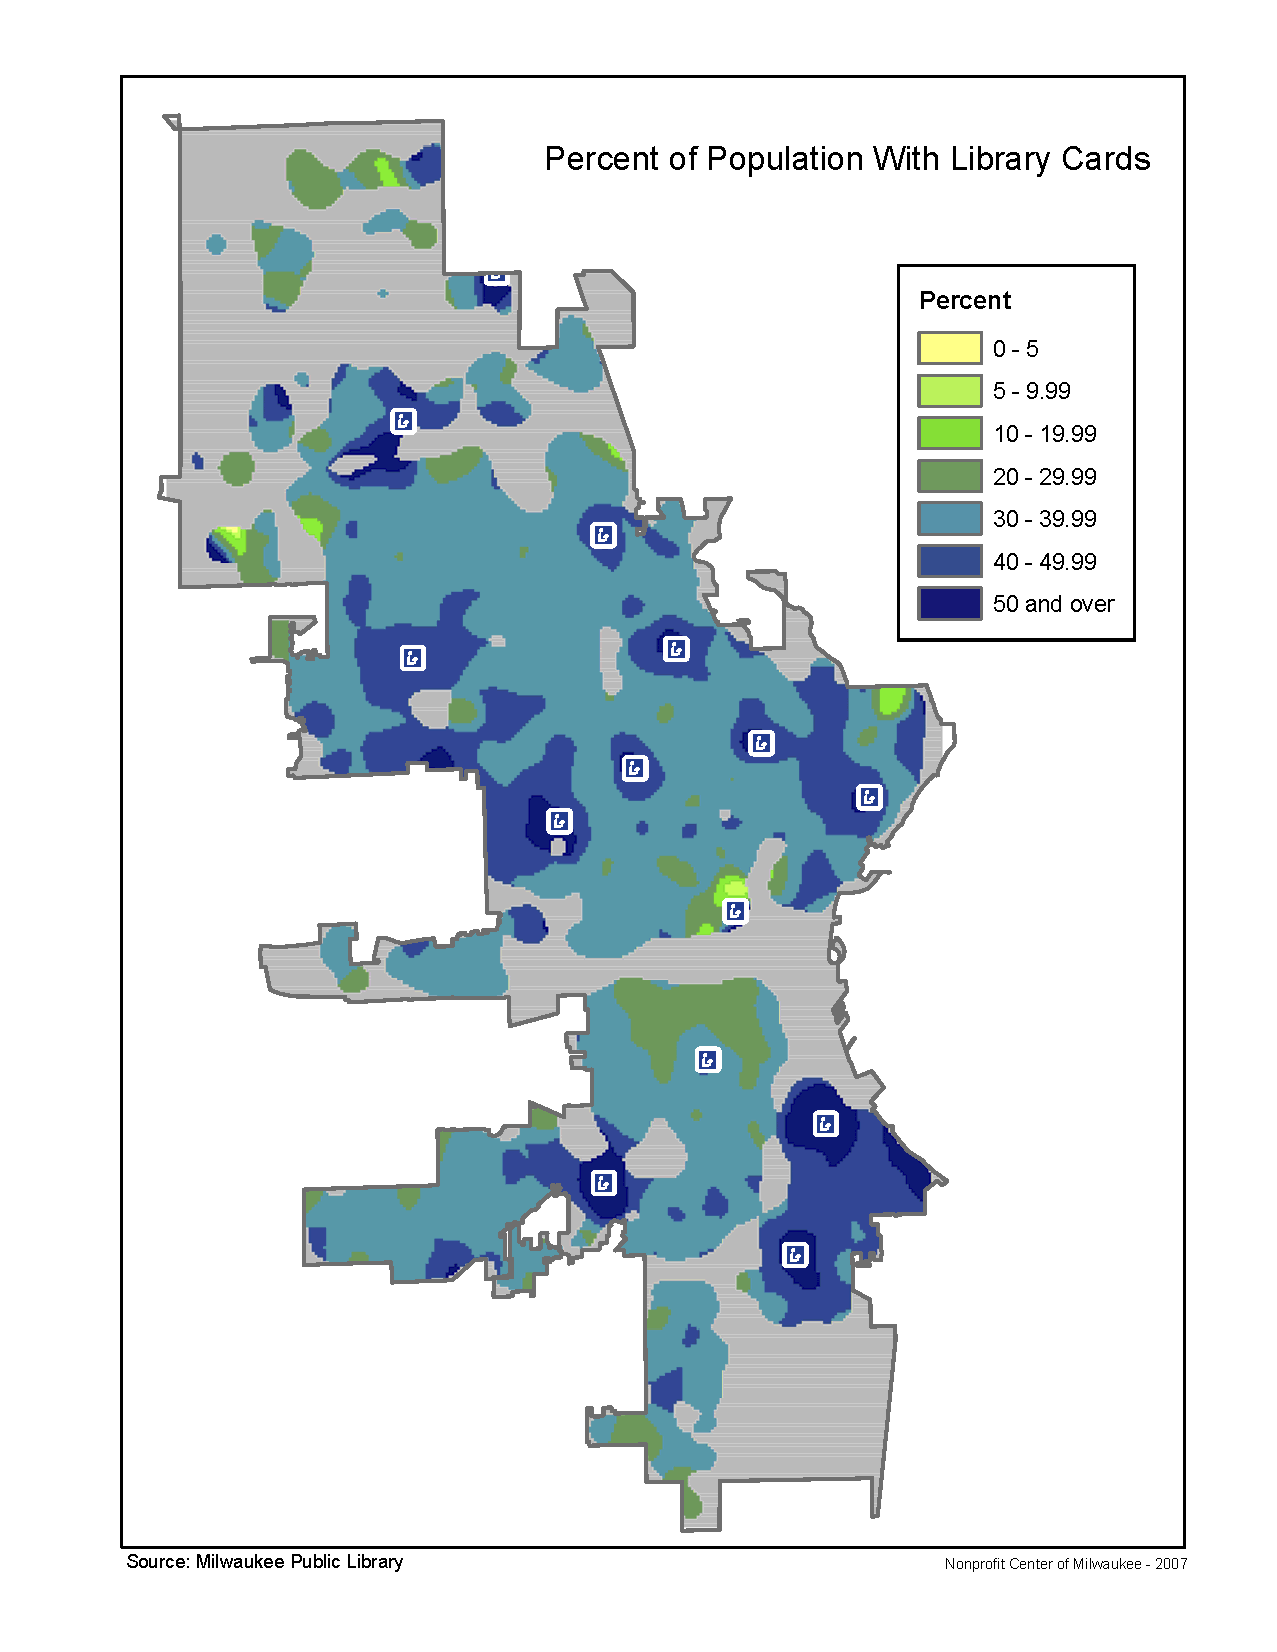 Percent of Population With Library Cards
Percent
0 - 5
5 - 9.99
10 - 19.99
20 - 29.99
30 - 39.99
40 - 49.99
50 and over
Source: Milwaukee Public Library
Nonprofit Center of Milwaukee - 2007